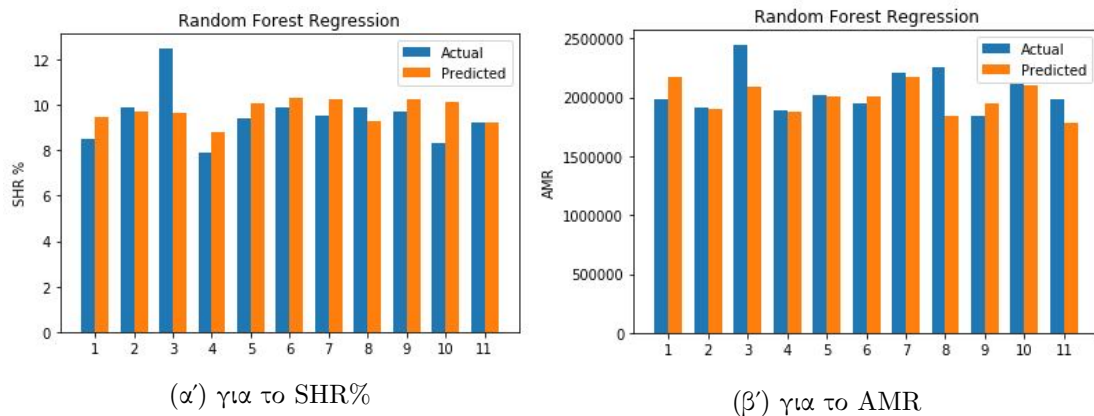 Random Forest Regression
Actual
Predicted
SHR %
12
10
8
6
4
2
0
1 2 3 4 5 6 7 8 9 10 11
(α΄) για το SHR%
Random Forest Regression
Actual
Predicted
AMR
2500000
2000000
1500000
1000000
500000
0
1 2 3 4 5 6 7 8 9 10 11
(β΄) για το AMR